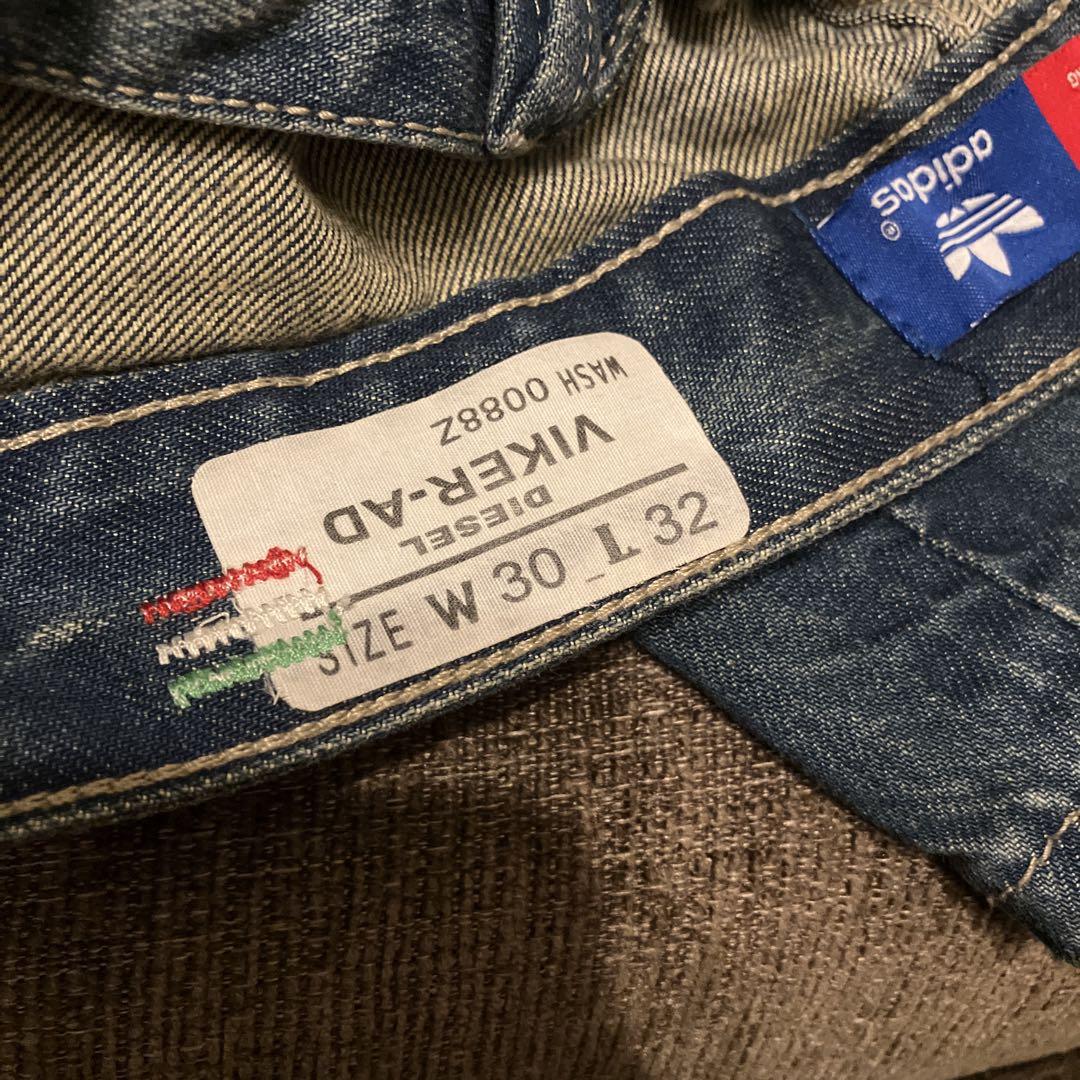 adidas®
DIESEL
VIKER-AD
WASH 0088Z
SIZE W 30 L 32